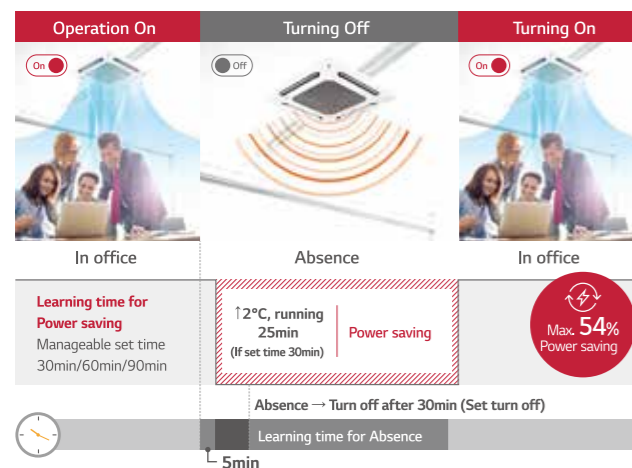 Operation On
Turning Off
Turning On
On
Off
On
In office
Absence
In office
Learning time for
Power saving
Manageable set time
30min/60min/90min
↑2°C, running
25min
(If set time 30min)
Power saving
Max. 54%
Power saving
Absence → Turn off after 30min (Set turn off)
Learning time for Absence
5min